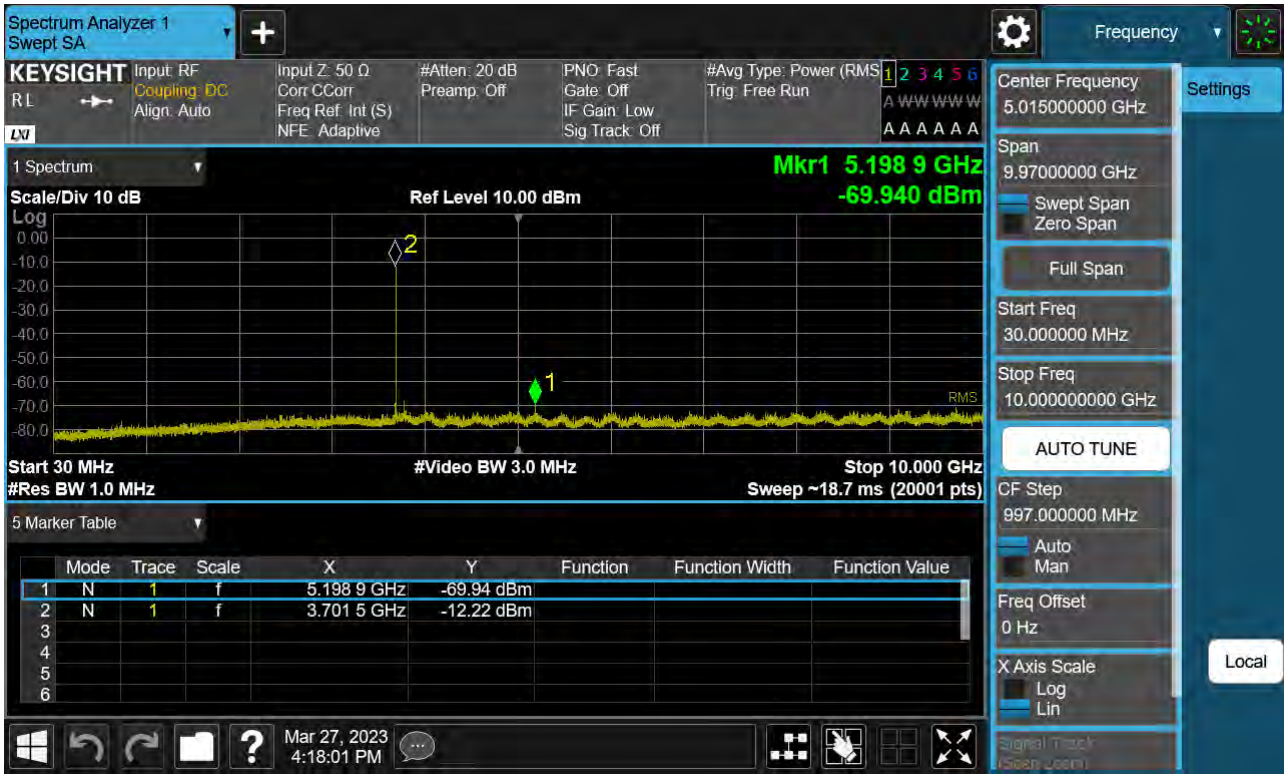 Spectrum Analyzer 1
Swept SA
+
Frequency
KEYSIGHT
RL
LXI
Input: RF
Coupling: DC
Align: Auto
Input Z: 50 Ω
Corr CCorr
Freq Ref: Int (S)
NFE: Adaptive
#Atten: 20 dB
Preamp: Off
PNO: Fast
Gate: Off
IF Gain: Low
Sig Track: Off
#Avg Type: Power (RMS
Trig: Free Run
1 2 3 4 5 6
A W W W W W
A A A A A A
1 Spectrum
Mkr1 5.198 9 GHz
-69.940 dBm
Scale/Div 10 dB
Ref Level 10.00 dBm
Log
0.00
-10.0
-20.0
-30.0
-40.0
-50.0
-60.0
-70.0
-80.0
2
1
RMS
Start 30 MHz
#Video BW 3.0 MHz
Stop 10.000 GHz
#Res BW 1.0 MHz
Sweep ~18.7 ms (20001 pts)
5 Marker Table
Mode Trace Scale X Y Function Function Width Function Value
1 N 1 f 5.198 9 GHz -69.94 dBm
2 N 1 f 3.701 5 GHz -12.22 dBm
3
4
5
6
?
Mar 27, 2023
4:18:01 PM
Center Frequency
5.015000000 GHz
Settings
Span
9.97000000 GHz
Swept Span
Zero Span
Full Span
Start Freq
30.000000 MHz
Stop Freq
10.000000000 GHz
AUTO TUNE
CF Step
997.000000 MHz
Auto
Man
Freq Offset
0 Hz
X Axis Scale
Log
Lin
Local
Signal Track
(Span Zoom)